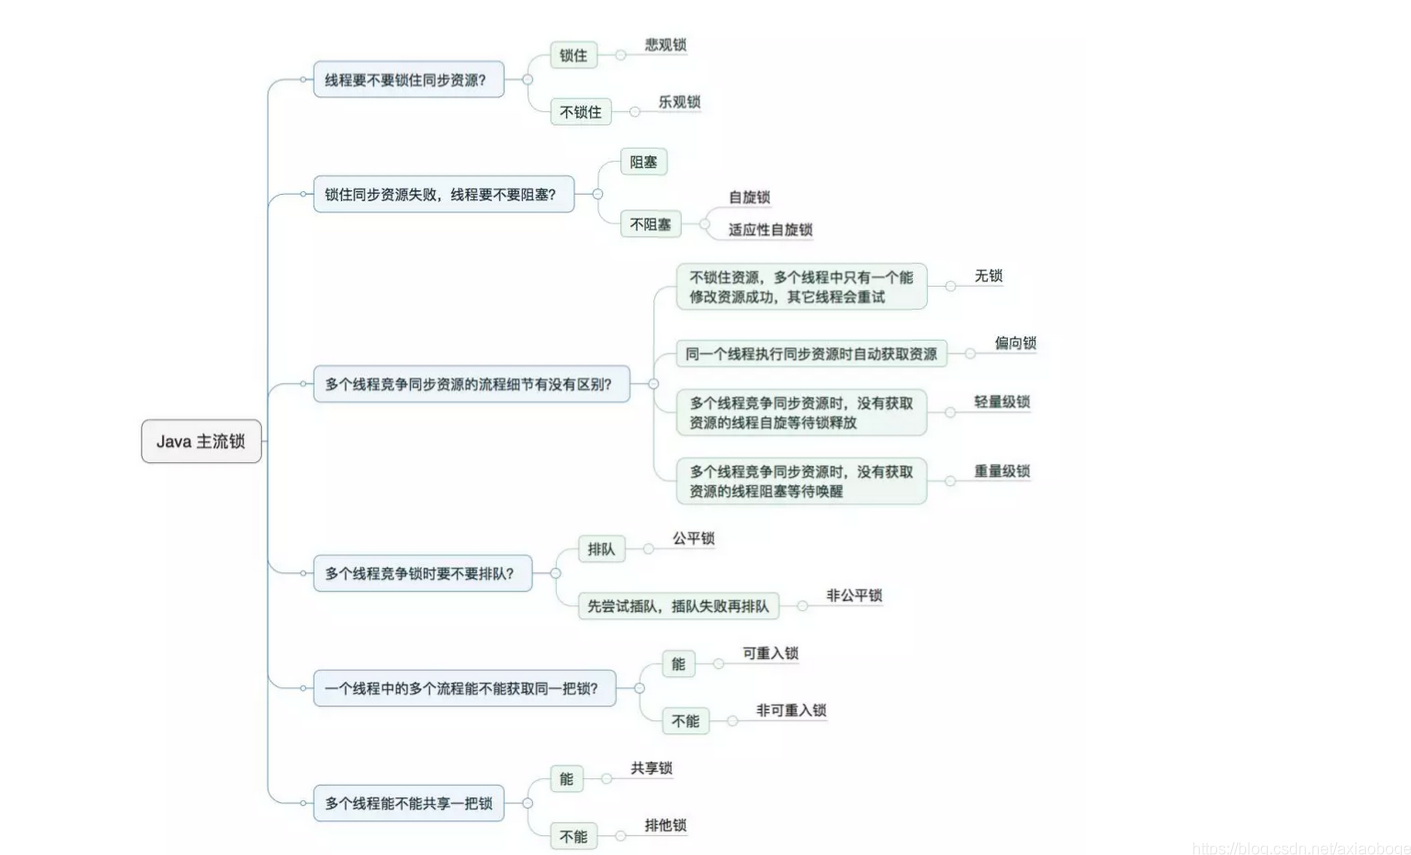 Java 主流锁
线程要不要锁住同步资源？
锁住
悲观锁
不锁住
乐观锁
锁住同步资源失败，线程要不要阻塞？
阻塞
不阻塞
自旋锁
适应性自旋锁
多个线程竞争同步资源的流程细节有没有区别？
不锁住资源，多个线程中只有一个能
修改资源成功，其它线程会重试
无锁
同一个线程执行同步资源时自动获取资源
偏向锁
多个线程竞争同步资源时，没有获取
资源的线程自旋等待锁释放
轻量级锁
多个线程竞争同步资源时，没有获取
资源的线程阻塞等待唤醒
重量级锁
多个线程竞争锁时要不要排队？
排队
公平锁
先尝试插队，插队失败再排队
非公平锁
一个线程中的多个流程能不能获取同一把锁？
能
可重入锁
不能
非可重入锁
多个线程能不能共享一把锁
能
共享锁
不能
排他锁
https://blog.csdn.net/axiaoboge